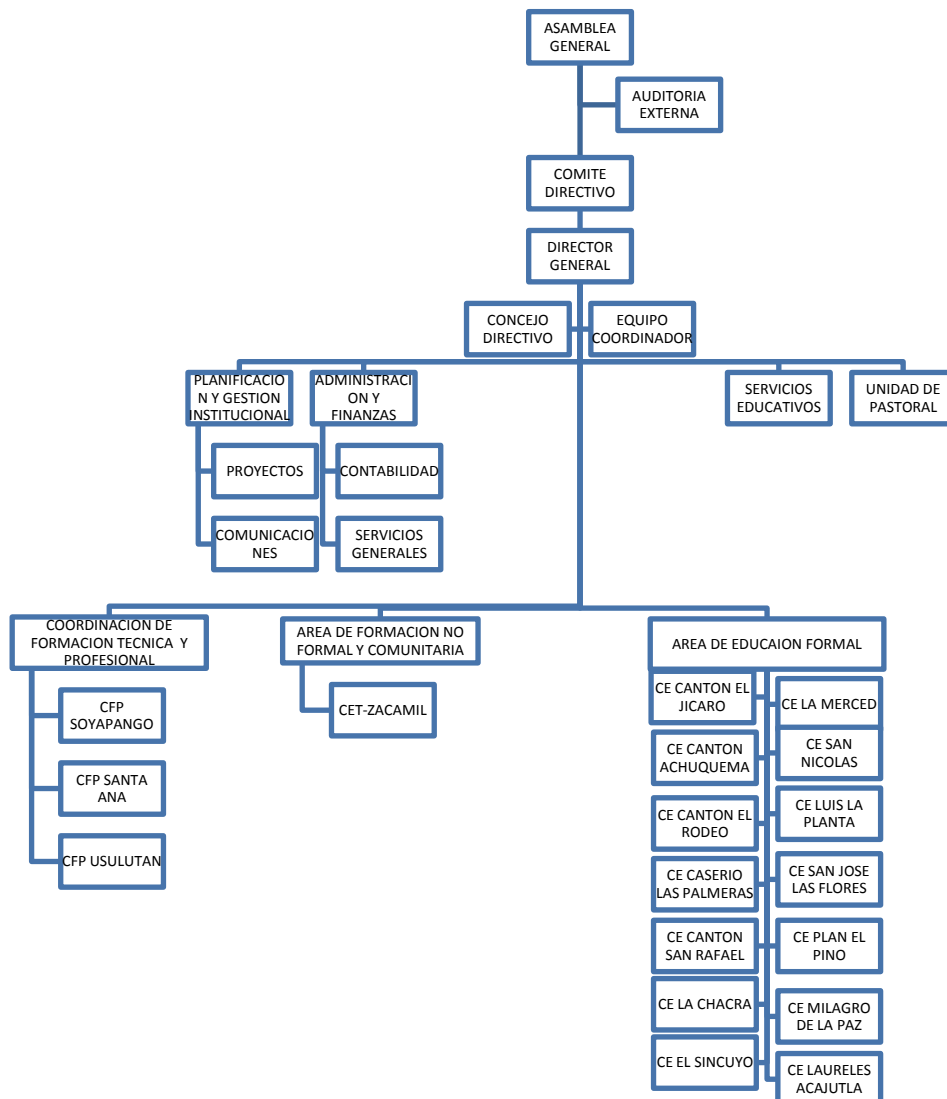 ASAMBLEA
GENERAL
AUDITORIA
EXTERNA
COMITE
DIRECTIVO
DIRECTOR
GENERAL
CONCEJO
DIRECTIVO
EQUIPO
COORDINADOR
PLANIFICACIO
N Y GESTION
INSTITUCIONAL
ADMINISTRACI
ON Y
FINANZAS
SERVICIOS
EDUCATIVOS
UNIDAD DE
PASTORAL
PROYECTOS
CONTABILIDAD
COMUNICACIO
NES
SERVICIOS
GENERALES
COORDINACION DE
FORMACION TECNICA Y
PROFESIONAL
AREA DE FORMACION NO
FORMAL Y COMUNITARIA
AREA DE EDUCAION FORMAL
CFP
SOYAPANGO
CFP SANTA
ANA
CFP USULUTAN
CET-ZACAMIL
CE CANTON EL
JICARO
CE LA MERCED
CE CANTON
ACHUQUEMA
CE SAN
NICOLAS
CE CANTON EL
RODEO
CE LUIS LA
PLANTA
CE CASERIO
LAS PALMERAS
CE SAN JOSE
LAS FLORES
CE CANTON
SAN RAFAEL
CE PLAN EL
PINO
CE LA CHACRA
CE MILAGRO
DE LA PAZ
CE EL SINCUYO
CE LAURELES
ACAJUTLA